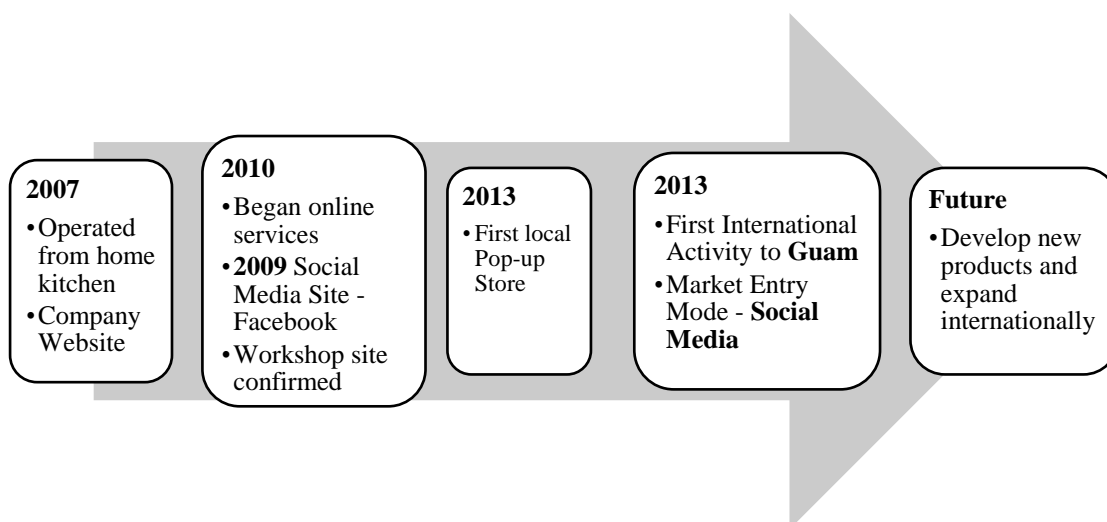 2007
•Operated
from home
kitchen
•Company
Website
2010
•Began online
services
•2009 Social
Media Site -
Facebook
•Workshop site
confirmed
2013
•First local
Pop-up
Store
2013
•First International
Activity to Guam
•Market Entry
Mode - Social
Media
Future
•Develop new
products and
expand
internationally